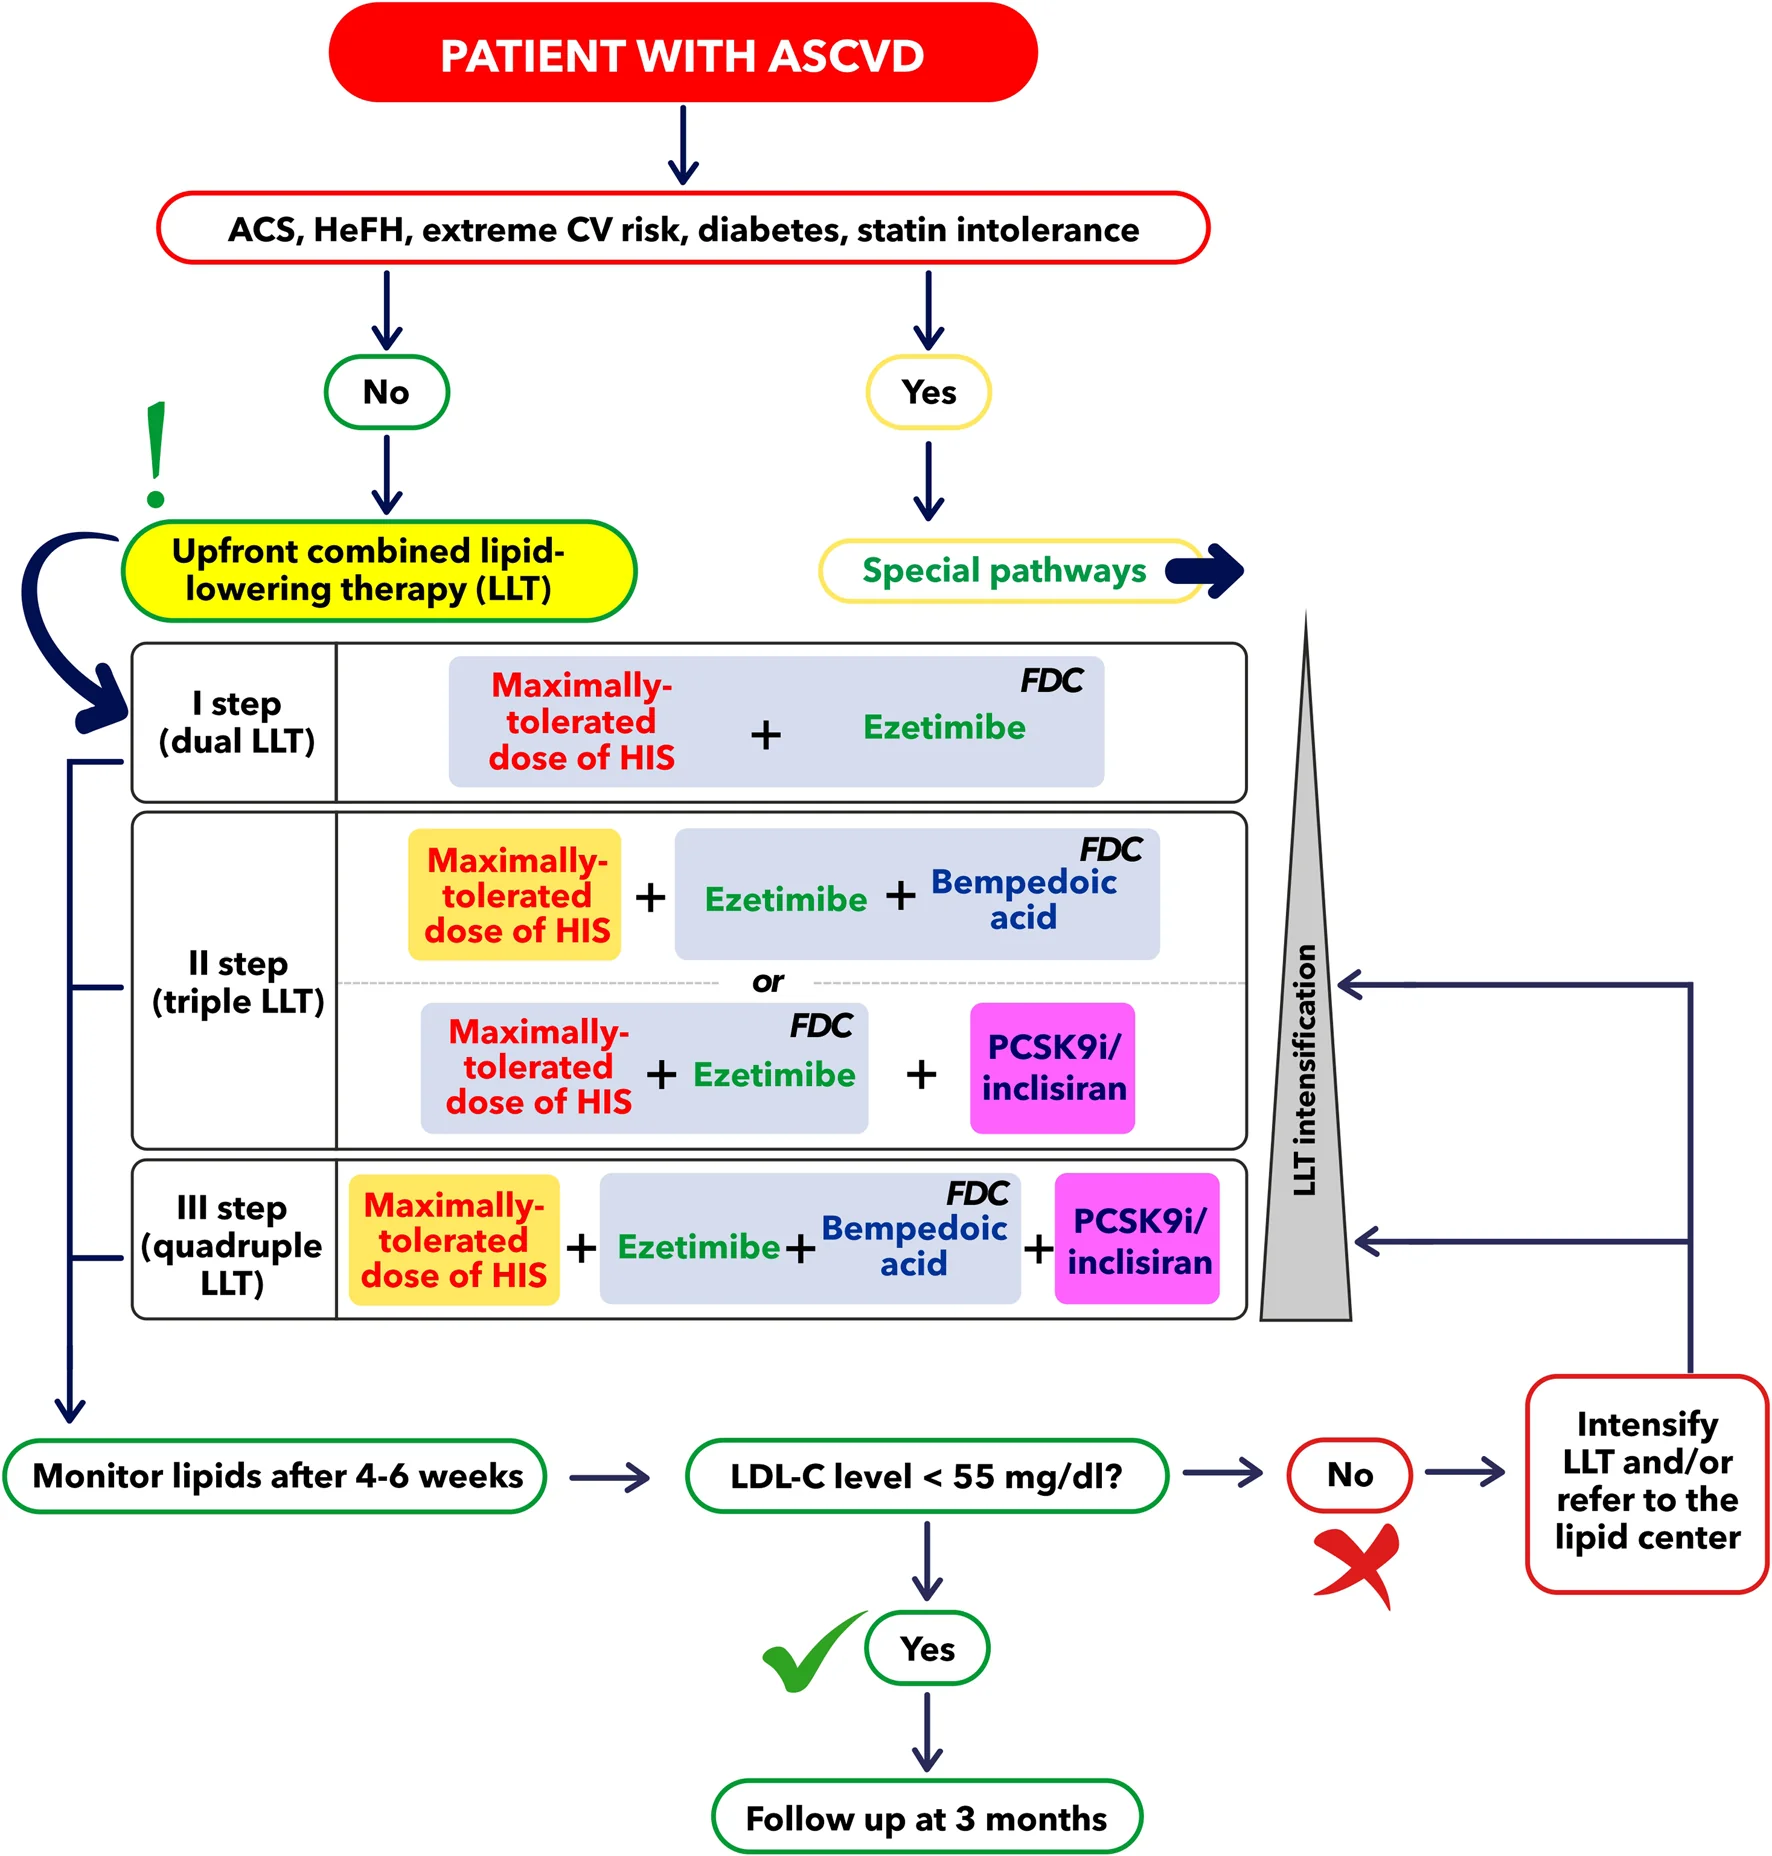 PATIENT WITH ASCVD
ACS, HeFH, extreme CV risk, diabetes, statin intolerance
No
Yes
!
Upfront combined lipid-
lowering therapy (LLT)
Special pathways
I step
(dual LLT)
Maximally-
tolerated
dose of HIS
+
Ezetimibe
FDC
II step
(triple LLT)
Maximally-
tolerated
dose of HIS
+
Ezetimibe
+
FDC
Bempedoic
acid
or
Maximally-
tolerated
dose of HIS
+
FDC
Ezetimibe
+
PCSK9i/
inclisiran
III step
(quadruple
LLT)
Maximally-
tolerated
dose of HIS
+
Ezetimibe
+
FDC
Bempedoic
acid
+
PCSK9i/
inclisiran
LLT intensification
Monitor lipids after 4-6 weeks
LDL-C level < 55 mg/dl?
No
Intensify
LLT and/or
refer to the
lipid center
Yes
Follow up at 3 months